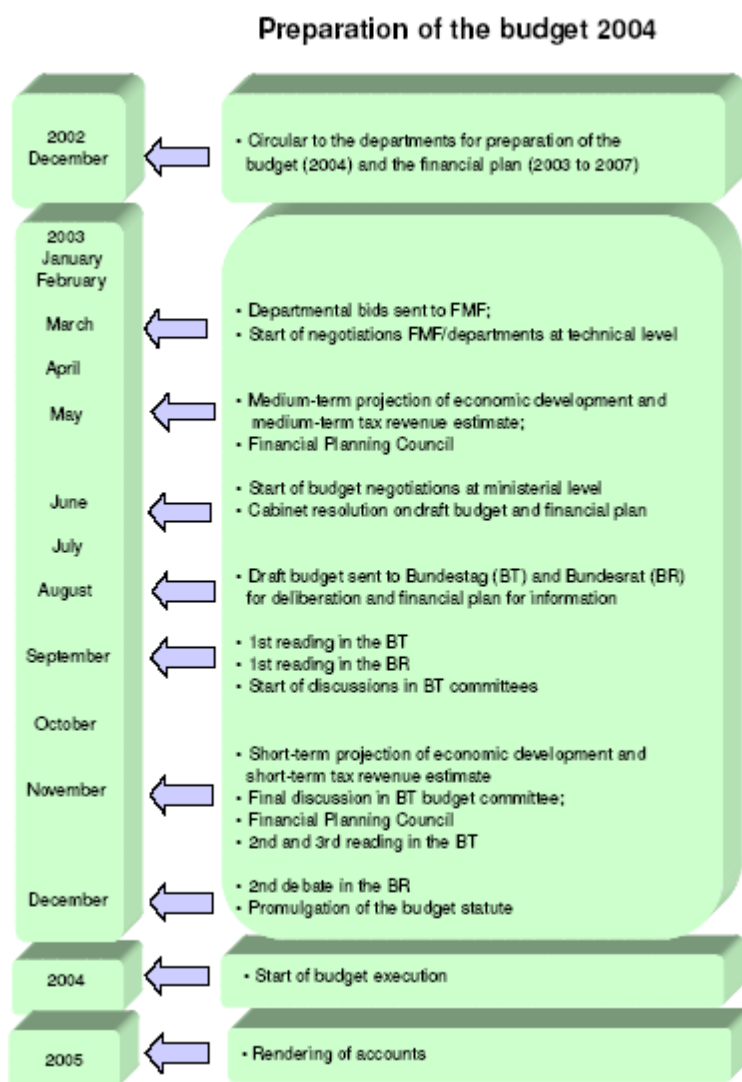 Preparation of the budget 2004
2002
December
• Circular to the departments for preparation of the
budget (2004) and the financial plan (2003 to 2007)
2003
January
February
March
• Departmental bids sent to FMF;
• Start of negotiations FMF/departments at technical level
April
May
• Medium-term projection of economic development and
medium-term tax revenue estimate;
• Financial Planning Council
June
• Start of budget negotiations at ministerial level
• Cabinet resolution on draft budget and financial plan
July
August
• Draft budget sent to Bundestag (BT) and Bundesrat (BR)
for deliberation and financial plan for information
September
• 1st reading in the BT
• 1st reading in the BR
• Start of discussions in BT committees
October
November
• Short-term projection of economic development and
short-term tax revenue estimate
• Final discussion in BT budget committee;
• Financial Planning Council
• 2nd and 3rd reading in the BT
December
• 2nd debate in the BR
• Promulgation of the budget statute
2004
• Start of budget execution
2005
• Rendering of accounts